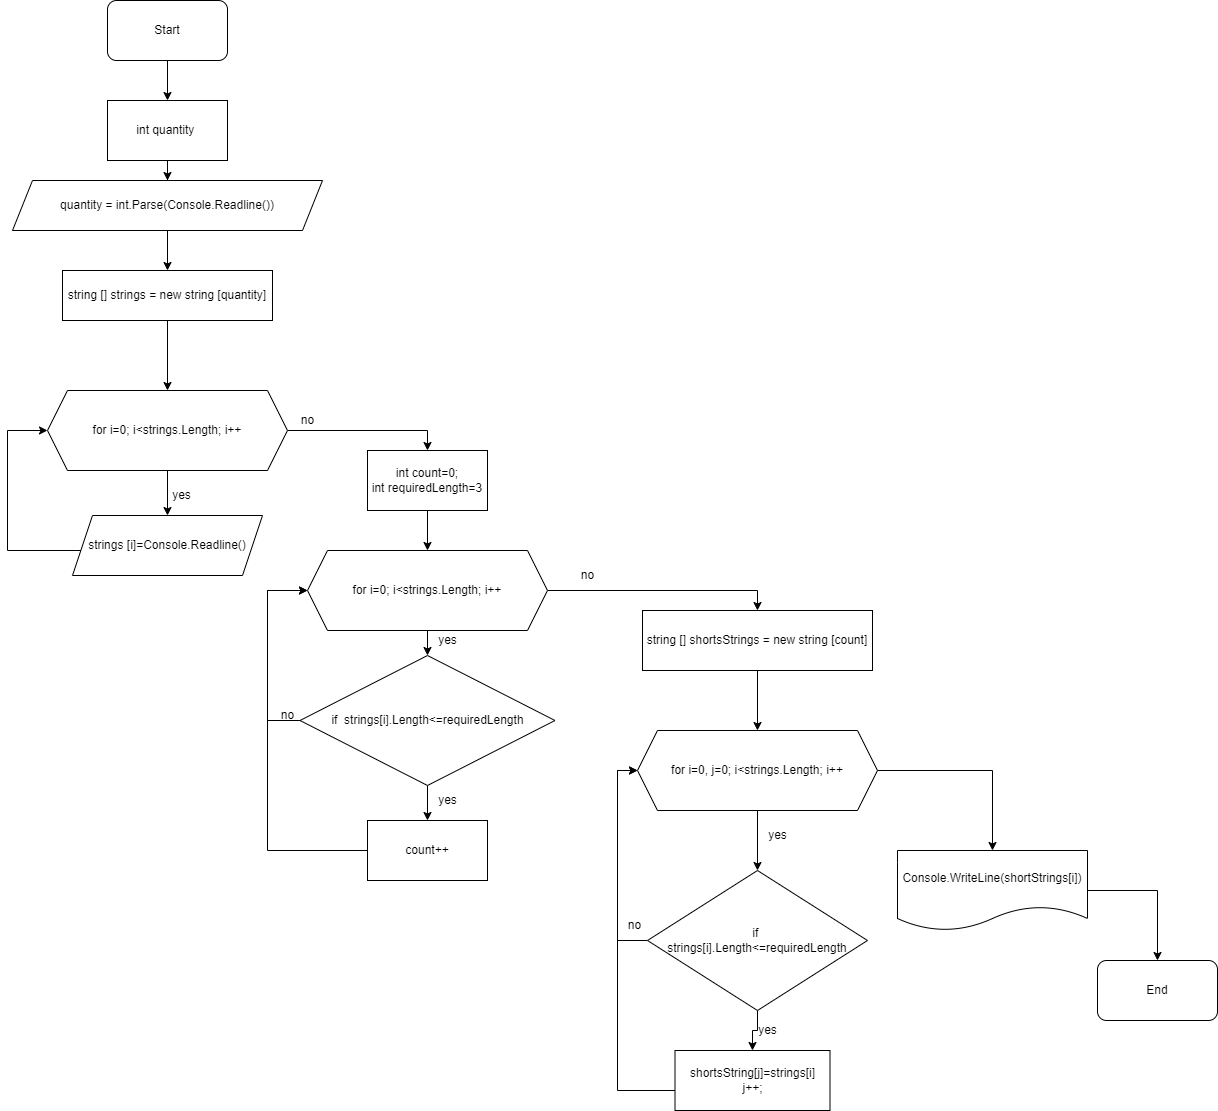 Start
int quantity
quantity = int.Parse(Console.Readline())
string [] strings = new string [quantity]
for i=0; i<strings.Length; i++
no
yes
strings [i]=Console.Readline()
int count=0;
int requiredLength=3
for i=0; i<strings.Length; i++
no
yes
if  strings[i].Length<=requiredLength
no
yes
count++
string [] shortsStrings = new string [count]
for i=0, j=0; i<strings.Length; i++
yes
if
strings[i].Length<=requiredLength
no
yes
shortsString[j]=strings[i]
j++;
Console.WriteLine(shortStrings[i])
End